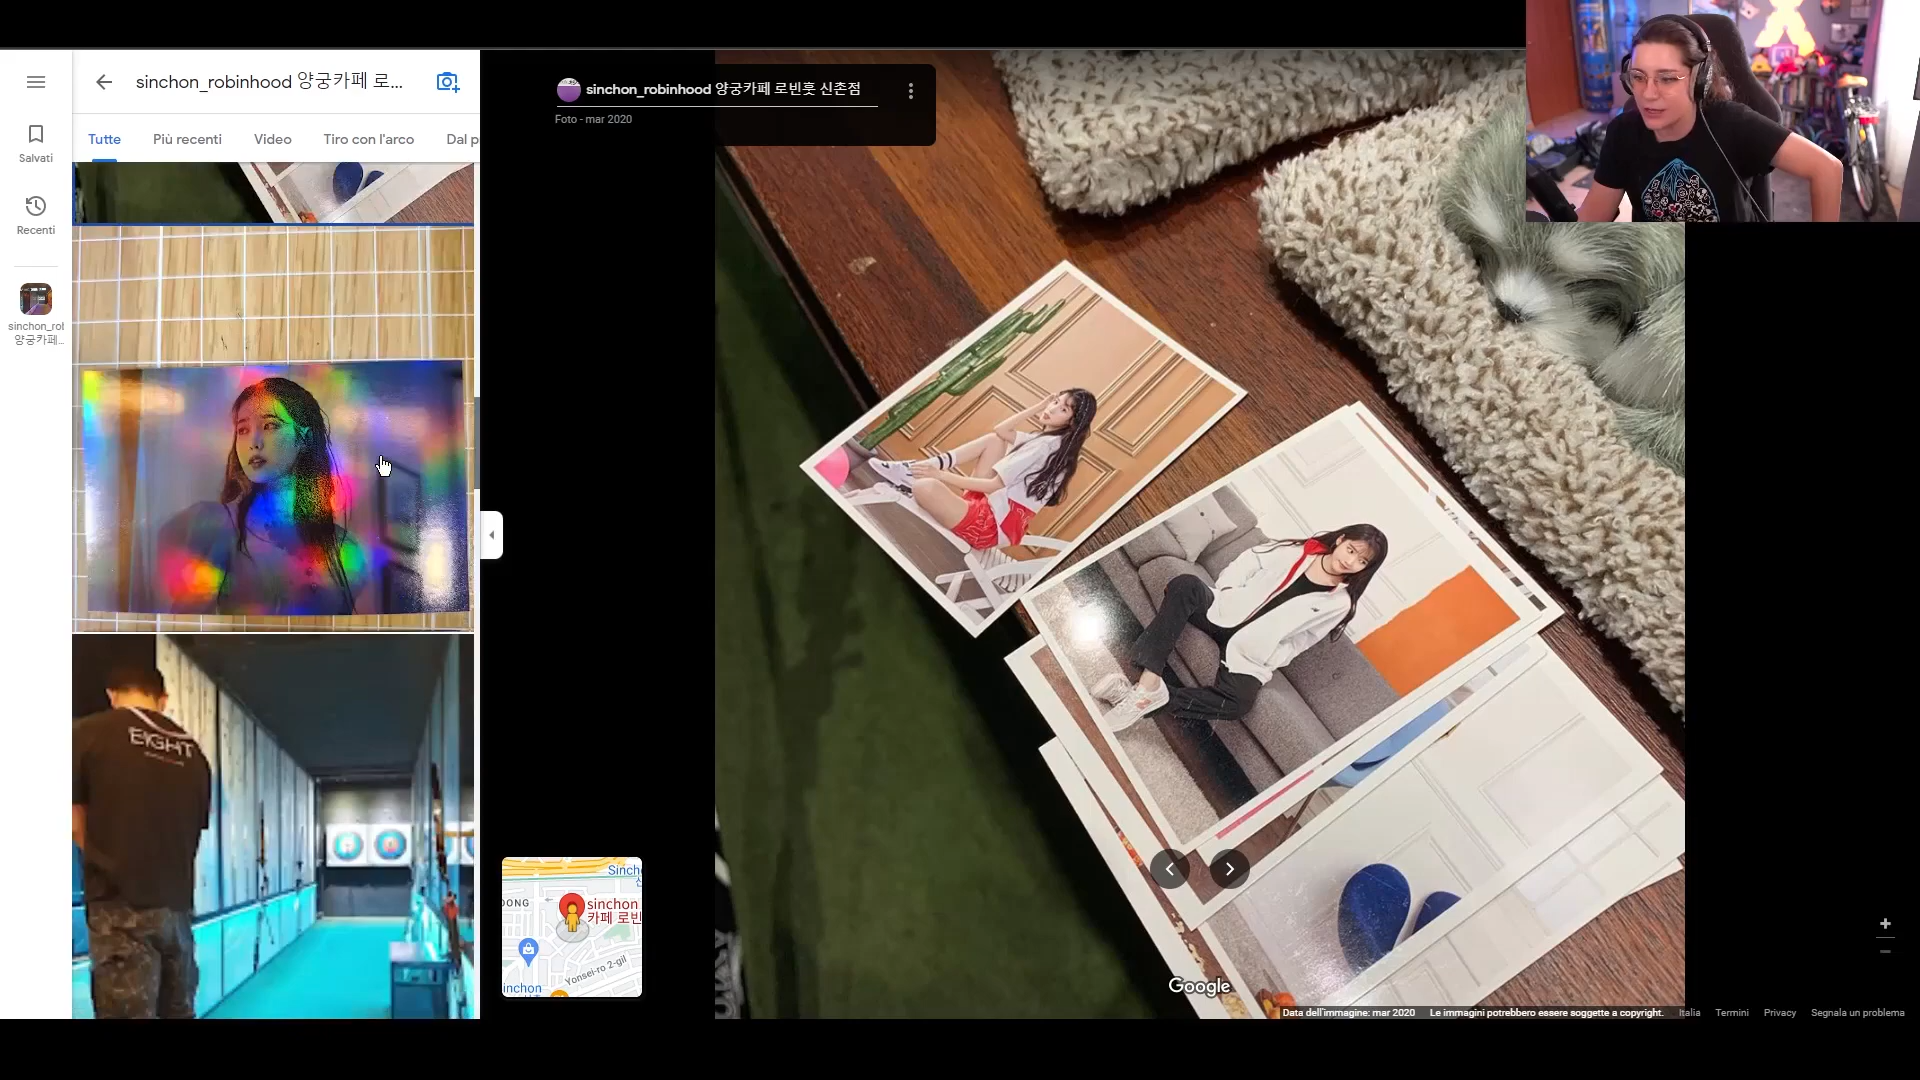 sinchon_robinhood 양궁카페 로...
Tutte
Più recenti
Video
Tiro con l'arco
Dal p
Salvati
Recenti
sinchon_rol
양궁카페...
EIGHT
sinchon_robinhood 양궁카페 로빈훗 신촌점
Foto - mar 2020
Sinch
DONG
sinchon
카페 로빈
Yonsei-ro 2-gil
inchon
Google
Data dell'immagine: mar 2020
Le immagini potrebbero essere soggette a copyright.
Italia
Termini
Privacy
Segnala un problema